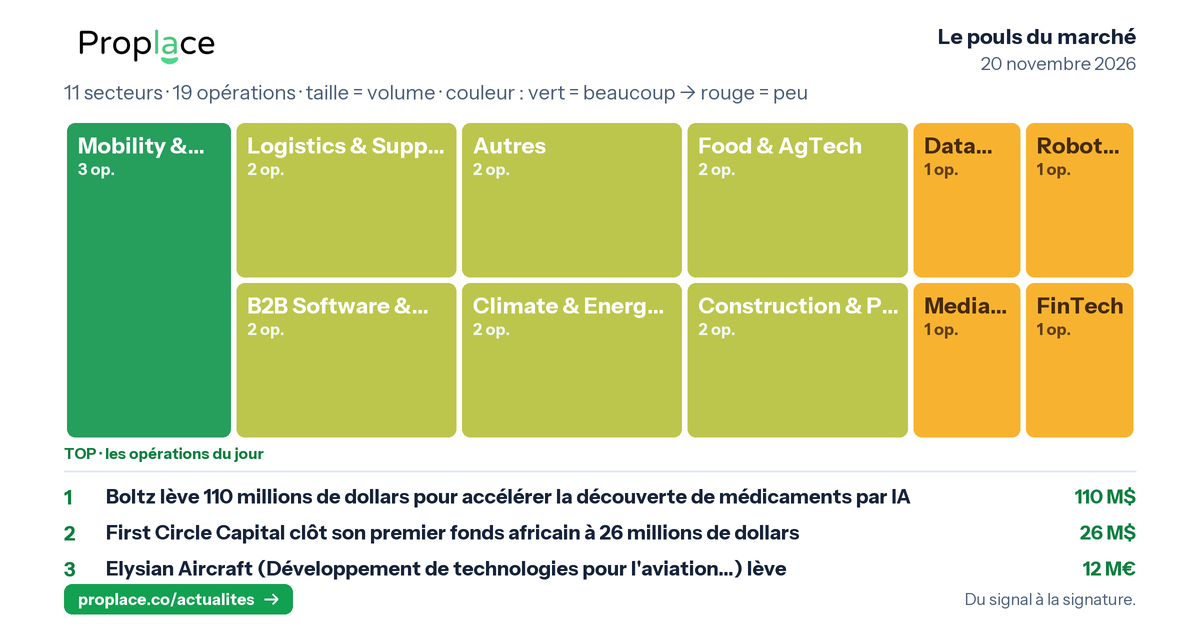 Proplace
Le pouls du marché
20 novembre 2026
11 secteurs · 19 opérations · taille = volume · couleur : vert = beaucoup → rouge = peu
Mobility &...
3 op.
Logistics & Supp...
2 op.
Autres
2 op.
Food & AgTech
2 op.
Data...
1 op.
Robot...
1 op.
B2B Software &...
2 op.
Climate & Energ...
2 op.
Construction & P...
2 op.
Media...
1 op.
FinTech
1 op.
TOP · les opérations du jour
1 Boltz lève 110 millions de dollars pour accélérer la découverte de médicaments par IA 110 M$
2 First Circle Capital clôt son premier fonds africain à 26 millions de dollars 26 M$
3 Elysian Aircraft (Développement de technologies pour l'aviation...) lève 12 M€
proplace.co/actualites →
Du signal à la signature.